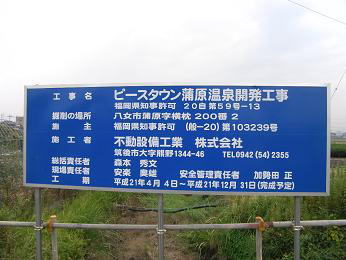 工事名 ピースタウン蒲原温泉開発工事
福岡県知事許可 20自第59号-13
掘削の場所 八女市蒲原字横枕 200番2
施主 福岡県知事許可 (般-20)第103239号
施工者 不動設備工業 株式会社
筑後市大字熊野1344-46 TEL0942(54)2355
総括責任者 森本 秀文
現場責任者 安楽 奥雄 安全管理責任者 加勢田 正
工期 平成21年4月4日~平成21年12月31日(完成予定)